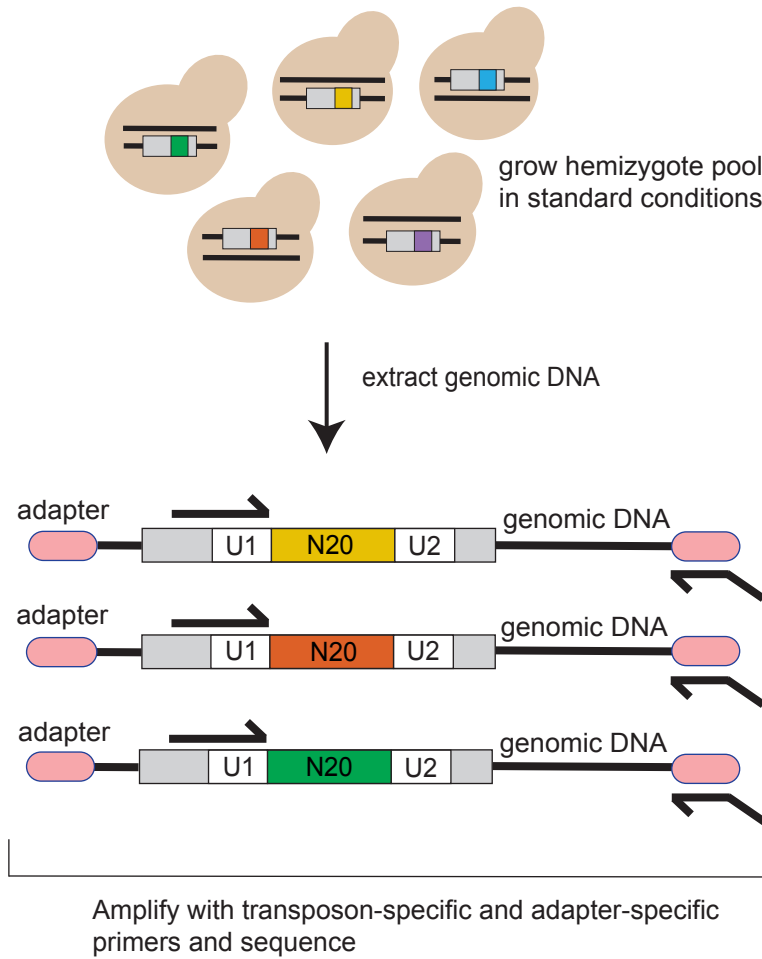 grow hemizygote pool
in standard conditions
extract genomic DNA
adapter
genomic DNA
U1
N20
U2
adapter
genomic DNA
U1
N20
U2
adapter
genomic DNA
U1
N20
U2
Amplify with transposon-specific and adapter-specific
primers and sequence